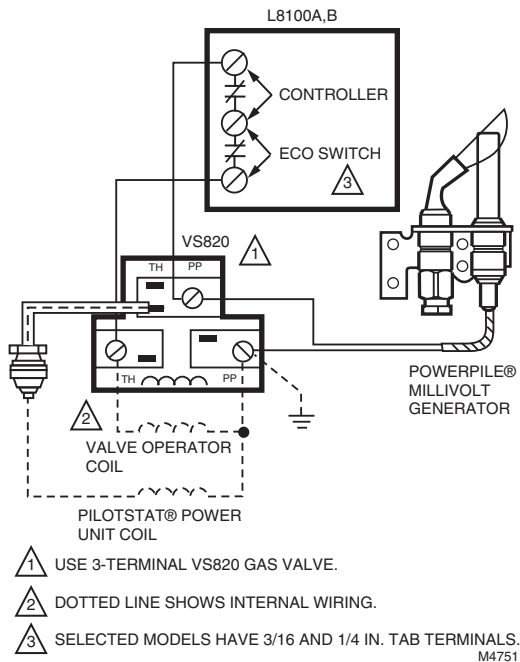 L8100A,B
CONTROLLER
ECO SWITCH
3
VS820
1
TH PP
TH PP
2
VALVE OPERATOR
COIL
PILOTSTAT® POWER
UNIT COIL
POWERPILE®
MILLIVOLT
GENERATOR
1 USE 3-TERMINAL VS820 GAS VALVE.
2 DOTTED LINE SHOWS INTERNAL WIRING.
3 SELECTED MODELS HAVE 3/16 AND 1/4 IN. TAB TERMINALS.
M4751